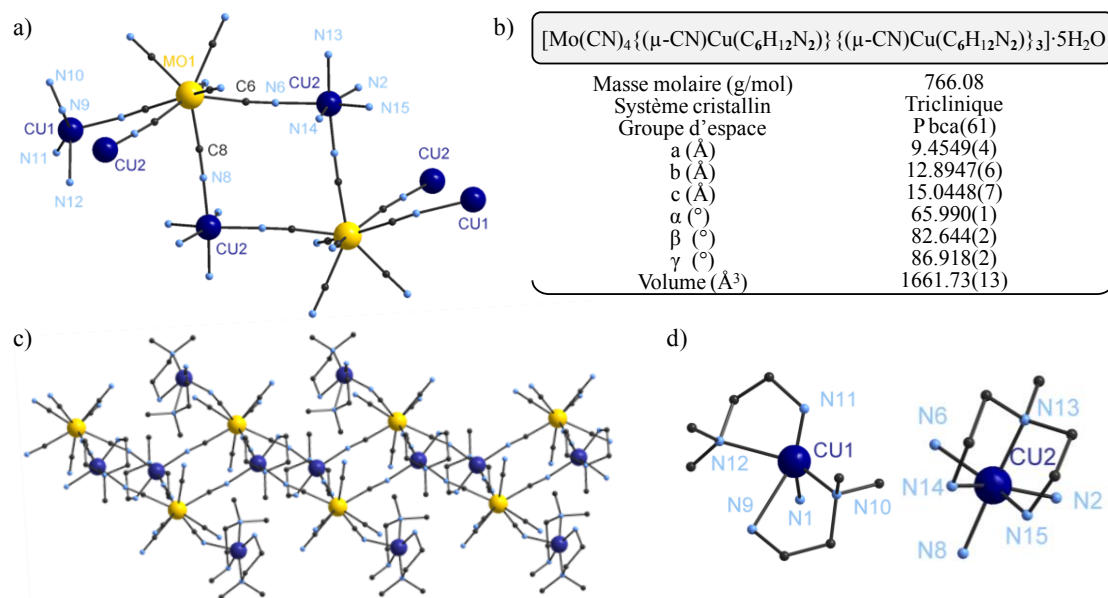 a)
MO1
N13
N10
C6
N6
CU2
N2
N9
N15
CU1
N14
N11
CU2
C8
CU2
N12
N8
CU1
CU2
b)
[Mo(CN)₄{(µ-CN)Cu(C₆H₁₂N₂)}{(µ-CN)Cu(C₆H₁₂N₂)}₃]·5H₂O
Masse molaire (g/mol) 766.08
Système cristallin Triclinique
Groupe d'espace P bca(61)
a (Å) 9.4549(4)
b (Å) 12.8947(6)
c (Å) 15.0448(7)
α (°) 65.990(1)
β (°) 82.644(2)
γ (°) 86.918(2)
Volume (Å³) 1661.73(13)
c)
d)
N11
CU1
N12
N9
N1
N10
N13
N6
CU2
N14
N2
N15
N8